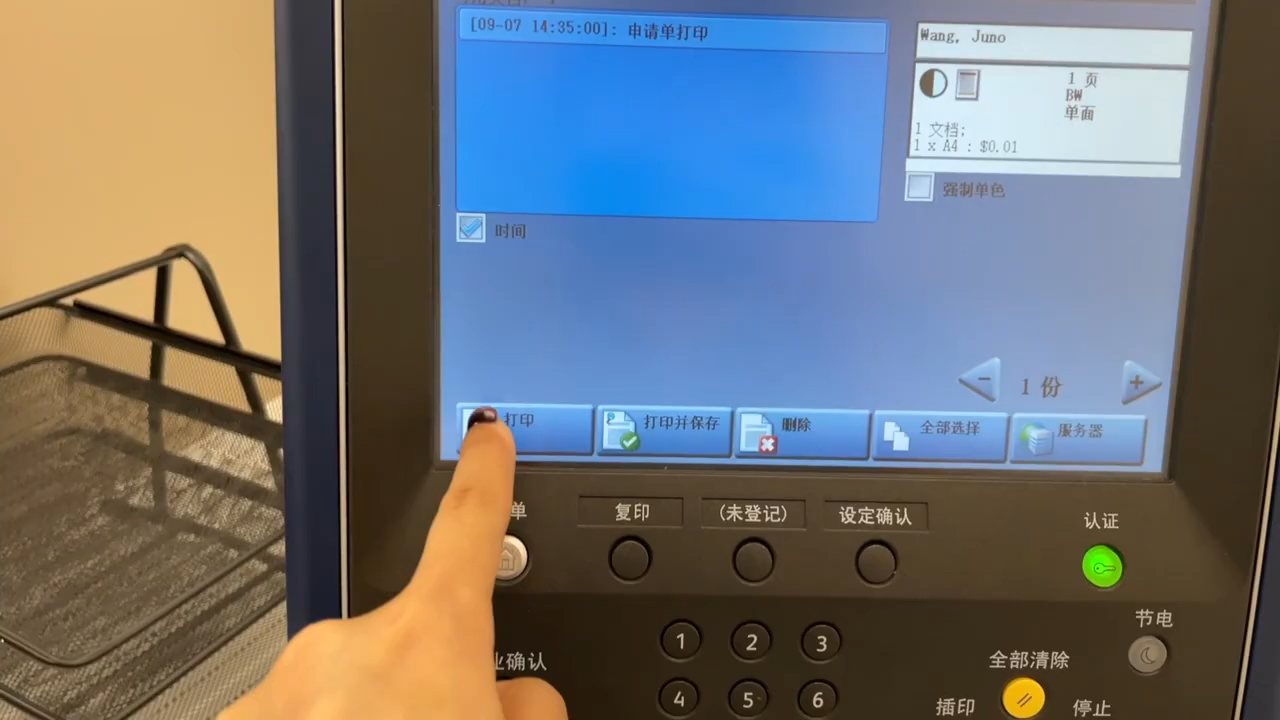 [09-07 14:35:00]: 申请单打印
Wang, Juno
1 页
BW
单面
1 文档;
1 x A4 : $0.01
强制单色
时间
1 份
打印
打印并保存
删除
全部选择
服务器
单
复印
(未登记)
设定确认
认证
节电
业确认
1
2
3
全部清除
4
5
6
插印
停止